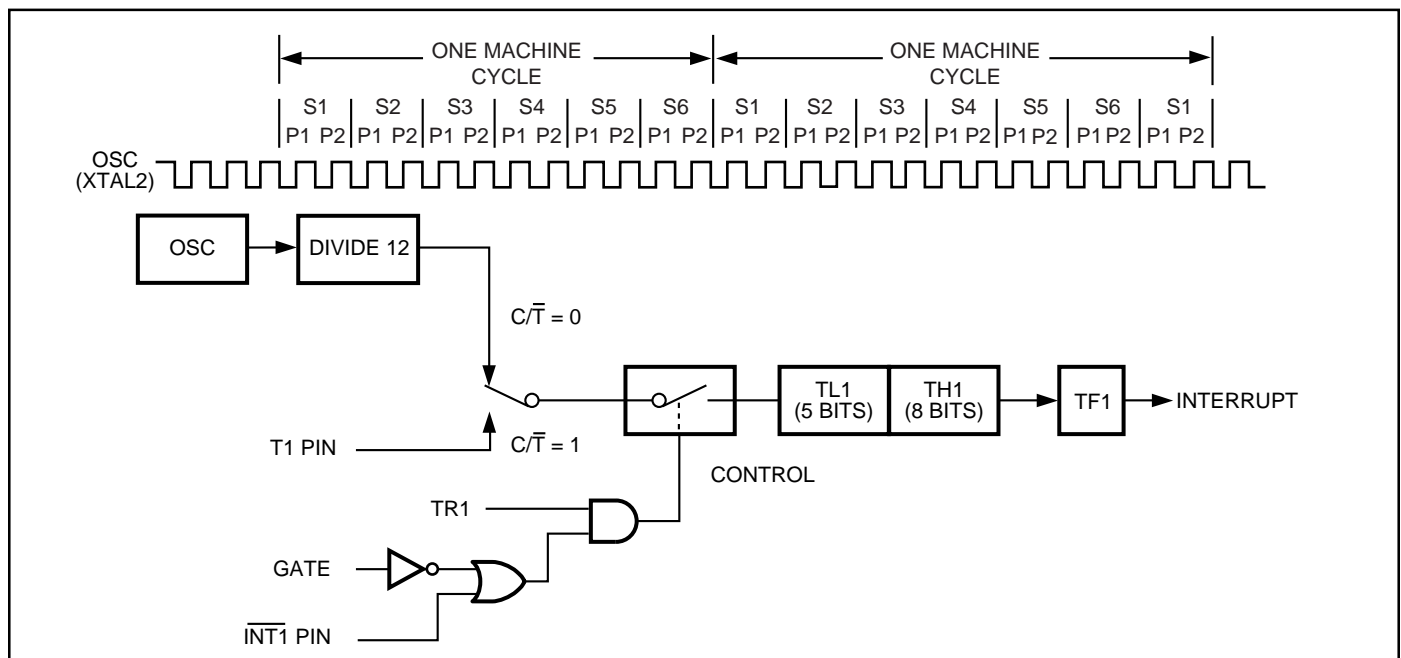 ONE MACHINE CYCLE
ONE MACHINE CYCLE
S1 S2 S3 S4 S5 S6 S1 S2 S3 S4 S5 S6 S1
P1 P2 P1 P2 P1 P2 P1 P2 P1 P2 P1 P2 P1 P2 P1 P2 P1 P2 P1 P2 P1 P2 P1 P2 P1 P2
OSC
(XTAL2)
OSC
DIVIDE 12
C/T̅ = 0
TL1
(5 BITS)
TH1
(8 BITS)
TF1
INTERRUPT
T1 PIN
C/T̅ = 1
CONTROL
TR1
GATE
I̅N̅T̅1̅ PIN